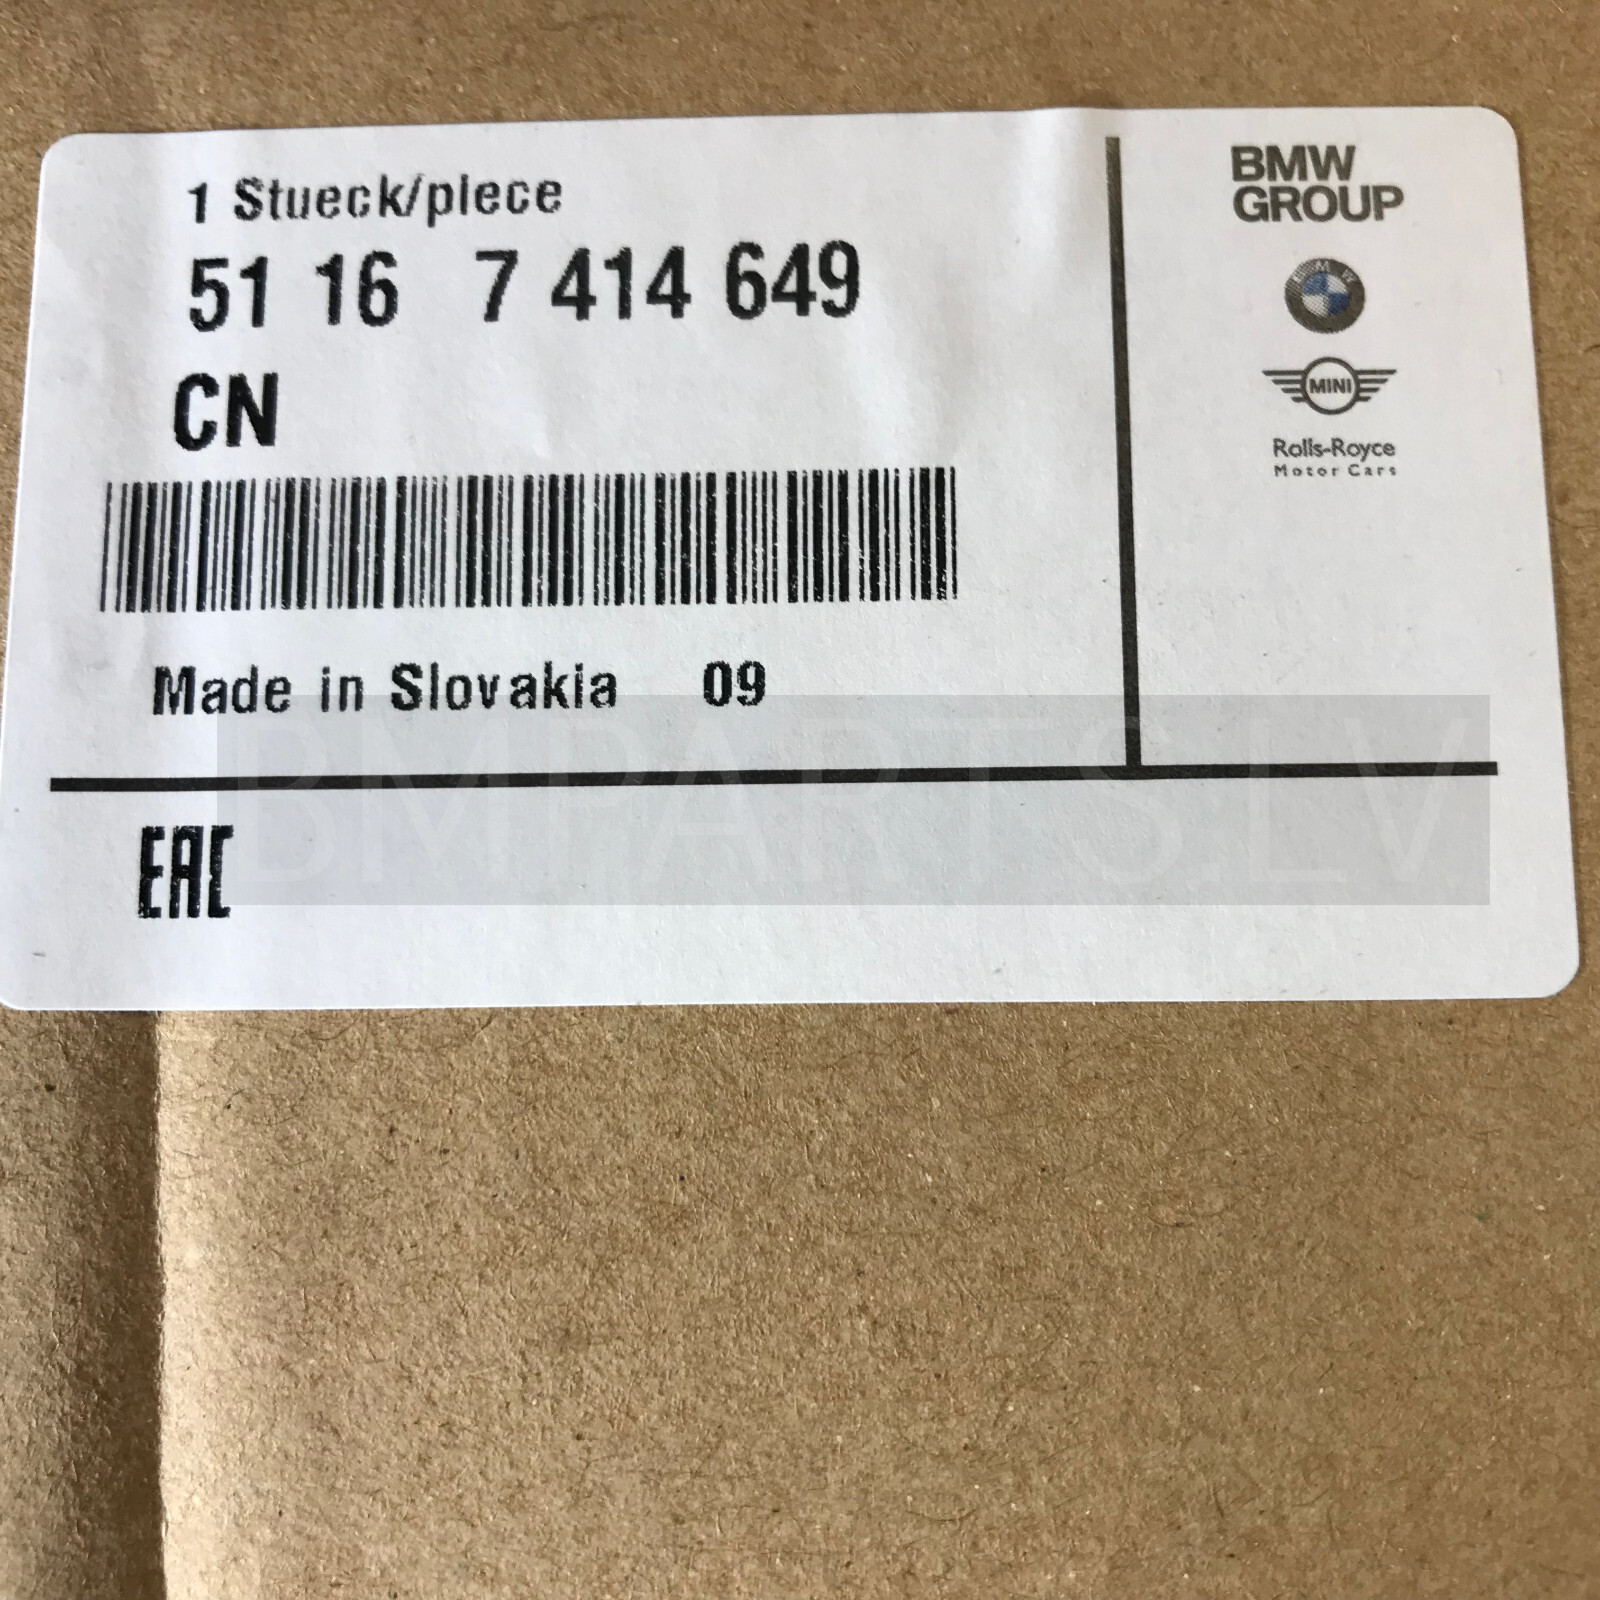 1 Stueck/piece
51 16 7 414 649
CN
Made in Slovakia 09
EAC
BMW
GROUP
BMW
MINI
Rolls-Royce
Motor Cars
BMPARTS.LV